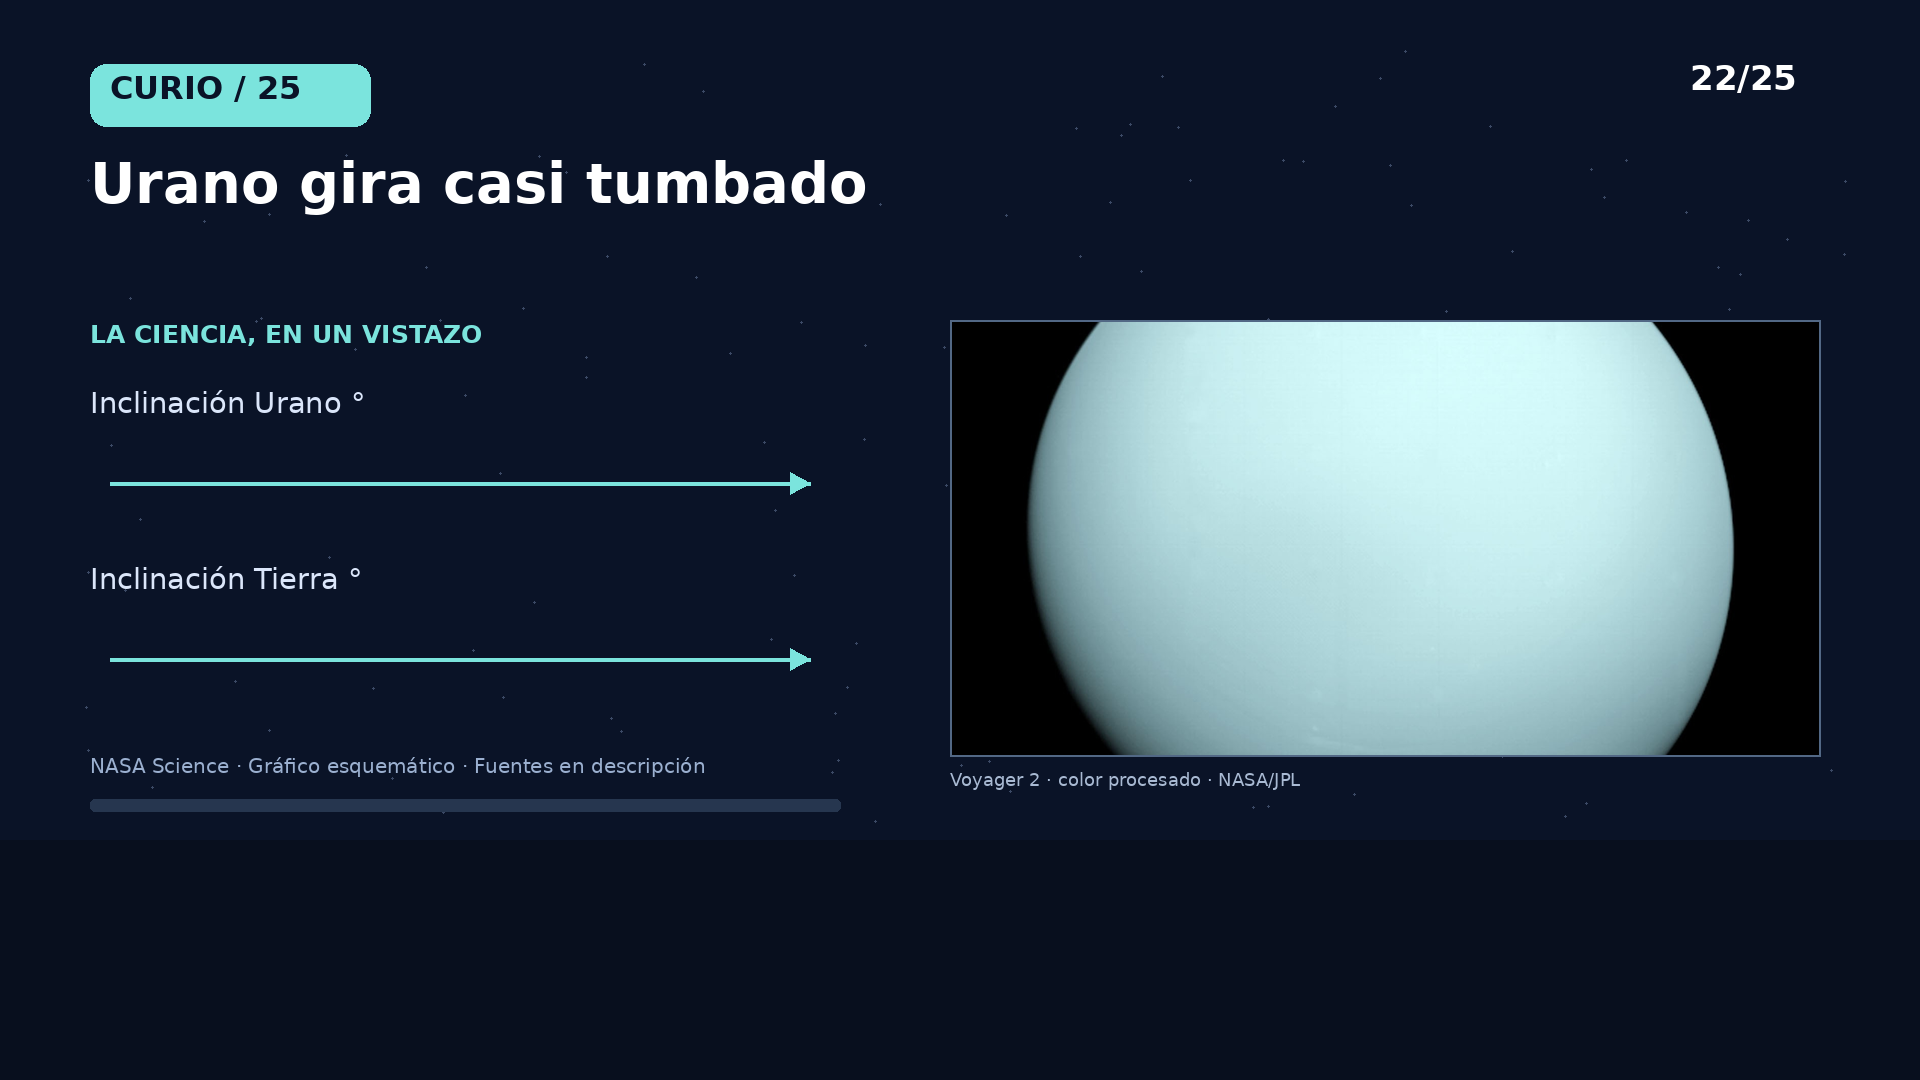 CURIO / 25
22/25
Urano gira casi tumbado
LA CIENCIA, EN UN VISTAZO
Inclinación Urano °
Inclinación Tierra °
NASA Science · Gráfico esquemático · Fuentes en descripción
Voyager 2 · color procesado · NASA/JPL